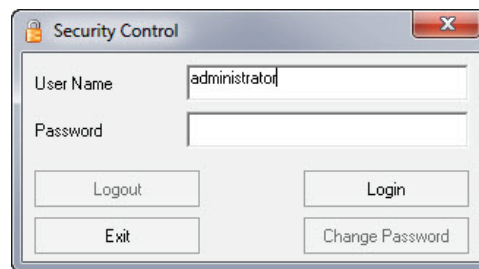 Security Control
User Name administrator
Password
Logout Login
Exit Change Password